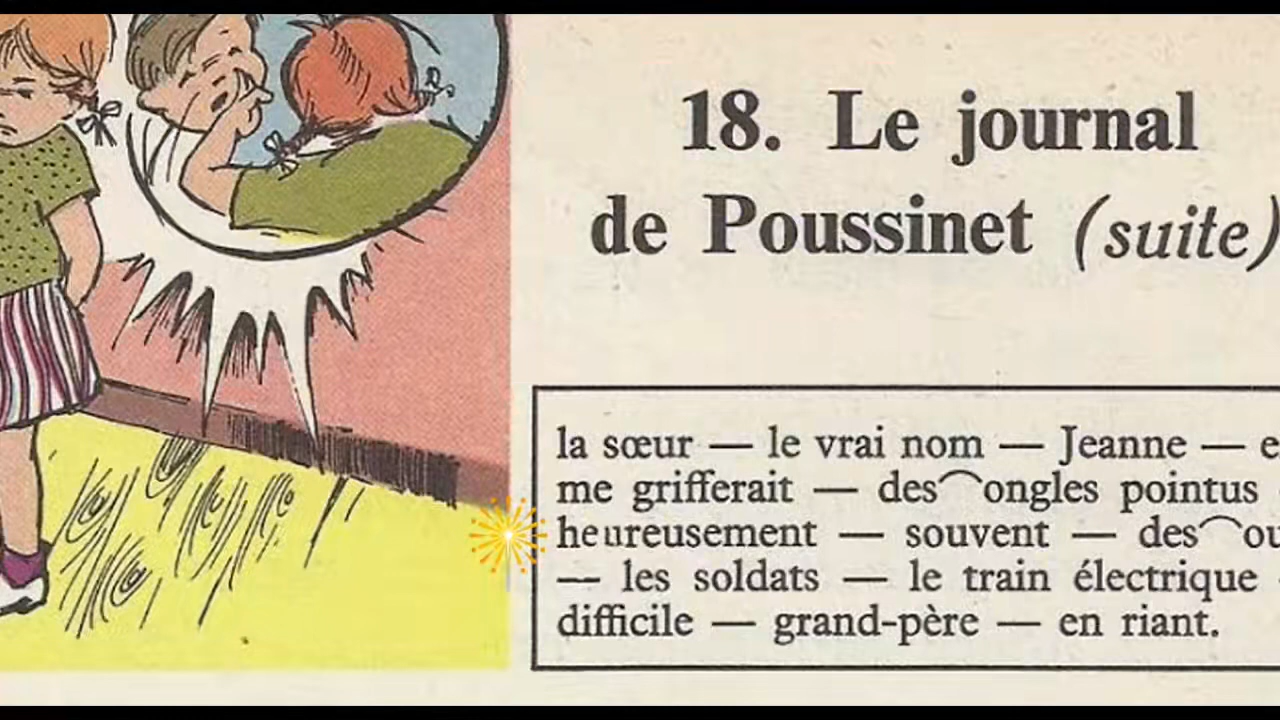 18. Le journal
de Poussinet (suite)
la sœur — le vrai nom — Jeanne — e
me grifferait — des‿ongles pointus
heureusement — souvent — des‿ou
— les soldats — le train électrique
difficile — grand-père — en riant.